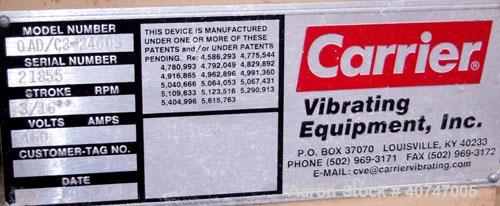 MODEL NUMBER
SERIAL NUMBER
21855
STROKE RPM
3/16"
VOLTS AMPS
460
CUSTOMER-TAG NO.
DATE
THIS DEVICE IS MANUFACTURED
UNDER ONE OR MORE OF THESE
PATENTS and/or UNDER PATENTS
PENDING. Re: 4,586,293 4,775,544
4,780,993 4,792,049 4,829,892
4,916,865 4,962,896 4,991,360
5,040,666 5,064,053 5,067,431
5,109,633 5,123,516 5,290,913
5,404,996 5,615,763
Carrier®
Vibrating
Equipment, Inc.
P.O. BOX 37070 LOUISVILLE, KY 40233
PHONE (502) 969-3171 FAX (502) 969-3172
E-MAIL: cve@carriervibrating.com
Aaron Stock # 40747005